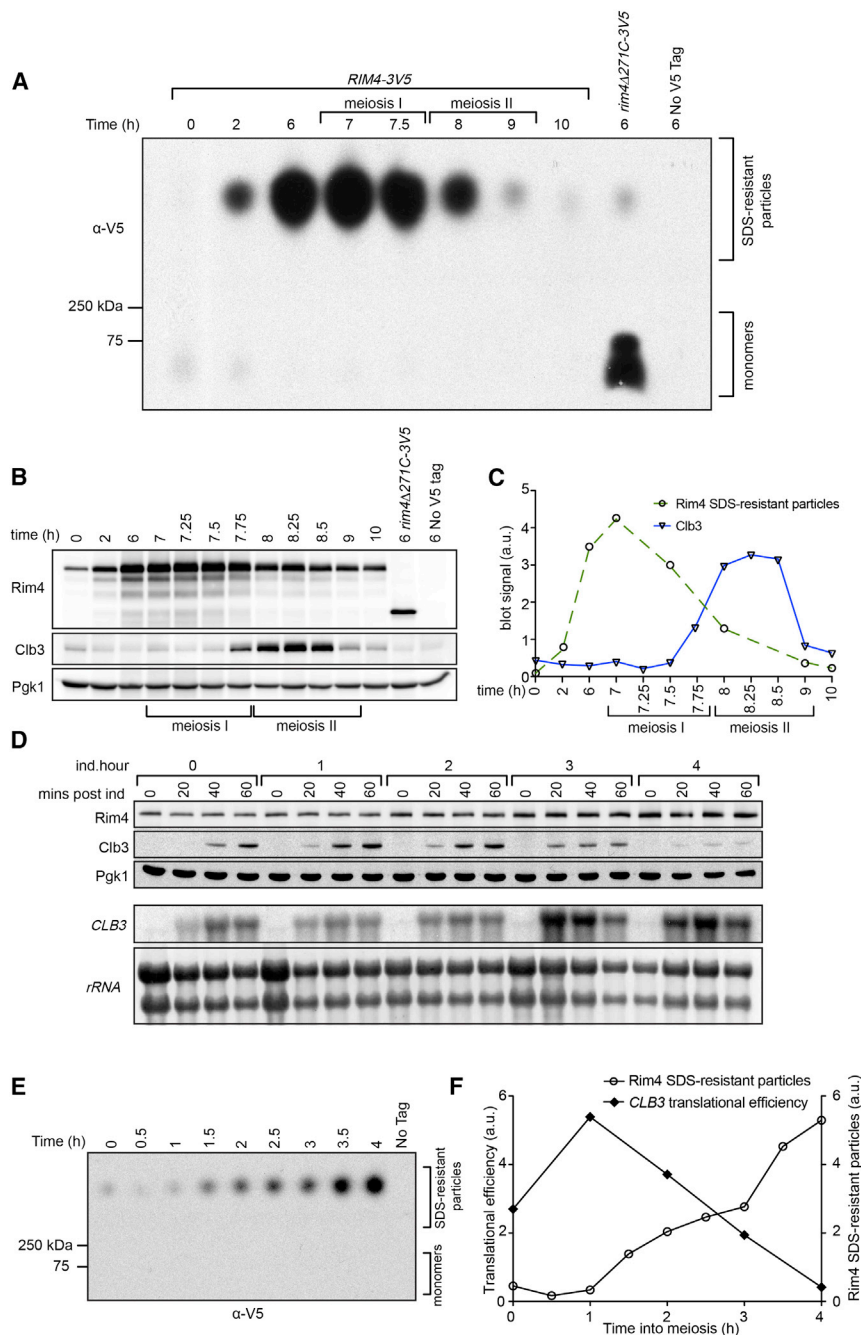 A
RIM4-3V5
rim4Δ271C-3V5
No V5 Tag
meiosis I
meiosis II
Time (h)
0 2 6 7 7.5 8 9 10 6 6
α-V5
SDS-resistant
particles
250 kDa
75
monomers
B
rim4Δ271C-3V5
No V5 tag
time (h)
0 2 6 7 7.25 7.5 7.75 8 8.25 8.5 9 10 6 6
Rim4
Clb3
Pgk1
meiosis I
meiosis II
C
Rim4 SDS-resistant particles
Clb3
blot signal (a.u.)
5
4
3
2
1
0
time (h)
0 2 6 7 7.25 7.5 7.75 8 8.25 8.5 9 10
meiosis I
meiosis II
D
ind.hour
0 1 2 3 4
mins post ind
0 20 40 60 0 20 40 60 0 20 40 60 0 20 40 60 0 20 40 60
Rim4
Clb3
Pgk1
CLB3
rRNA
E
Time (h)
0 0.5 1 1.5 2 2.5 3 3.5 4 No Tag
SDS-resistant
particles
250 kDa
75
monomers
α-V5
F
Rim4 SDS-resistant particles
CLB3 translational efficiency
Translational efficiency (a.u.)
6
4
2
0
Rim4 SDS-resistant particles (a.u.)
6
4
2
0
0 1 2 3 4
Time into meiosis (h)